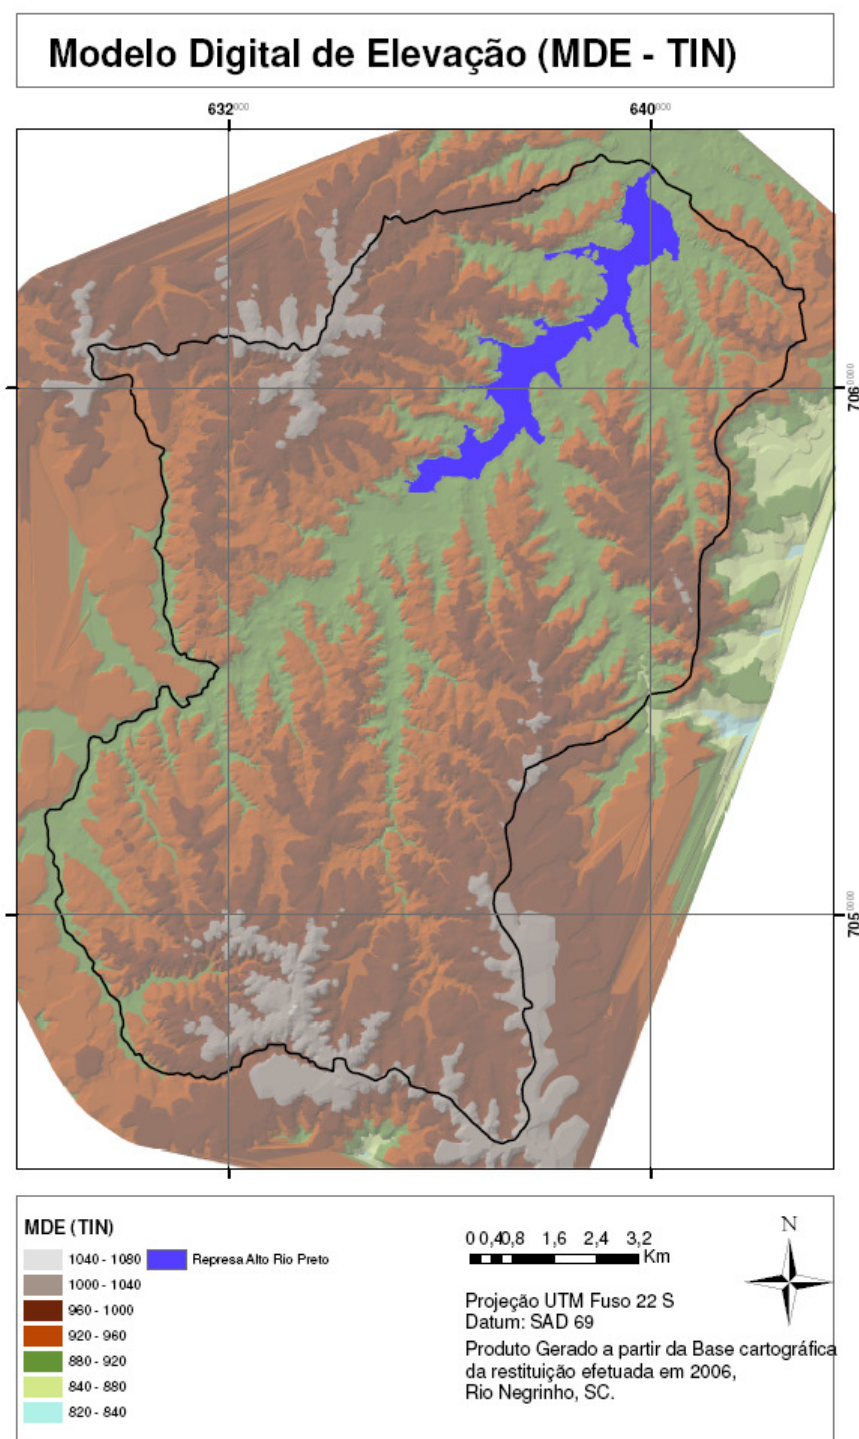 Modelo Digital de Elevação (MDE - TIN)
632000
640000
7060000
7050000
MDE (TIN)
1040 - 1080
Represa Alto Rio Preto
1000 - 1040
960 - 1000
920 - 960
880 - 920
840 - 880
820 - 840
0 0,4 0,8 1,6 2,4 3,2
Km
N
Projeção UTM Fuso 22 S
Datum: SAD 69
Produto Gerado a partir da Base cartográfica
da restituição efetuada em 2006,
Rio Negrinho, SC.